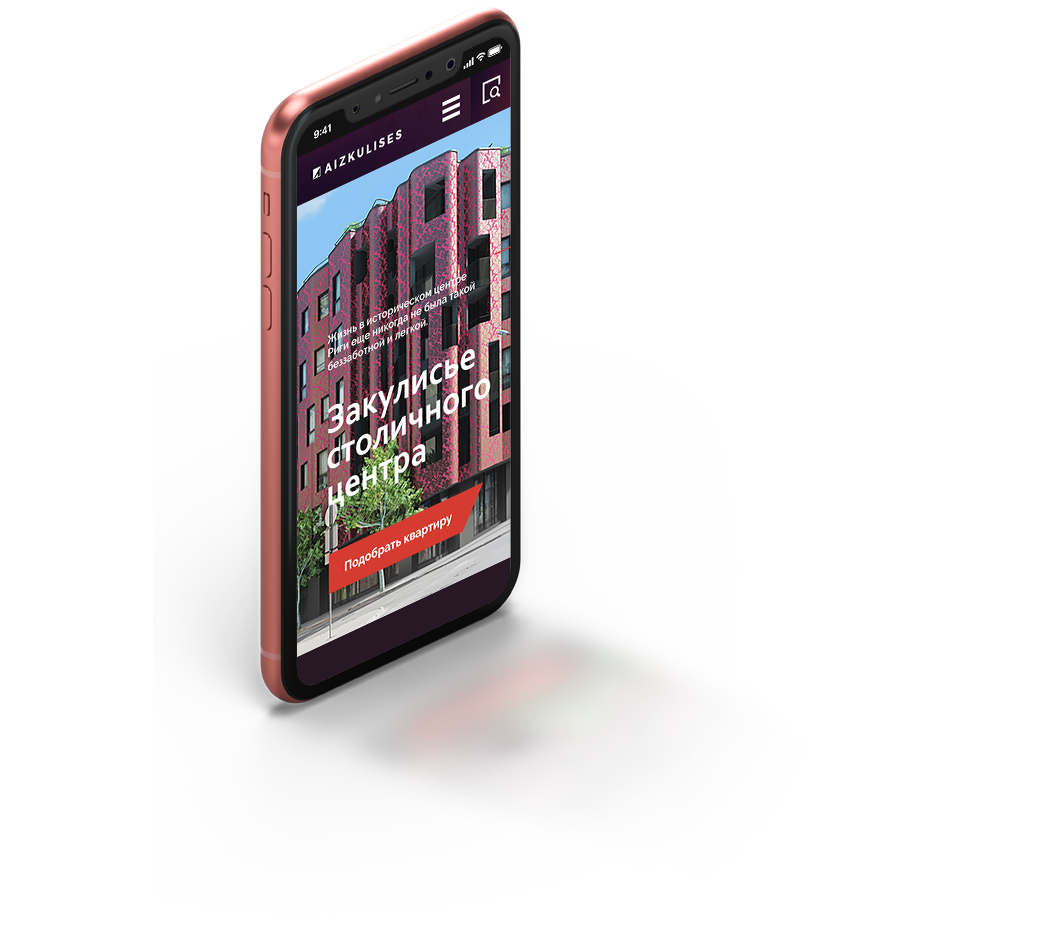 9:41
AIZKULISES
Жизнь в историческом центре
Риги еще никогда не была такой
беззаботной и легкой.
Закулисье
столичного
центра
Подобрать квартиру